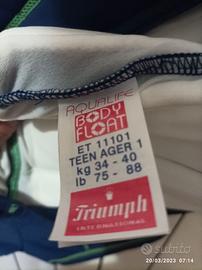 AQUALIFE
BODY
FLOAT
ET 11101
TEEN AGER 1
kg 34 - 40
lb 75 - 88
Triumph
INTERNATIONAL
subito
20/03/2023 07:14